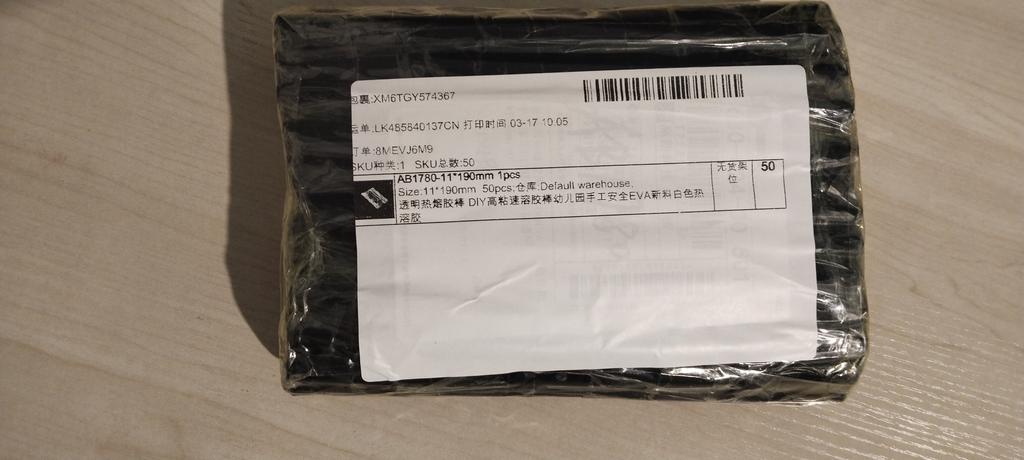 包裹:XM6TGY574367
运单:LK485840137CN 打印时间 03-17 10:05
订单:8MEVJ6M9
SKU种类:1 SKU总数:50
AB1780-11*190mm 1pcs
Size:11*190mm 50pcs;仓库:Default warehouse;
透明热熔胶棒 DIY高粘速溶胶棒幼儿园手工安全EVA新料白色热
溶胶
无货架
位
50